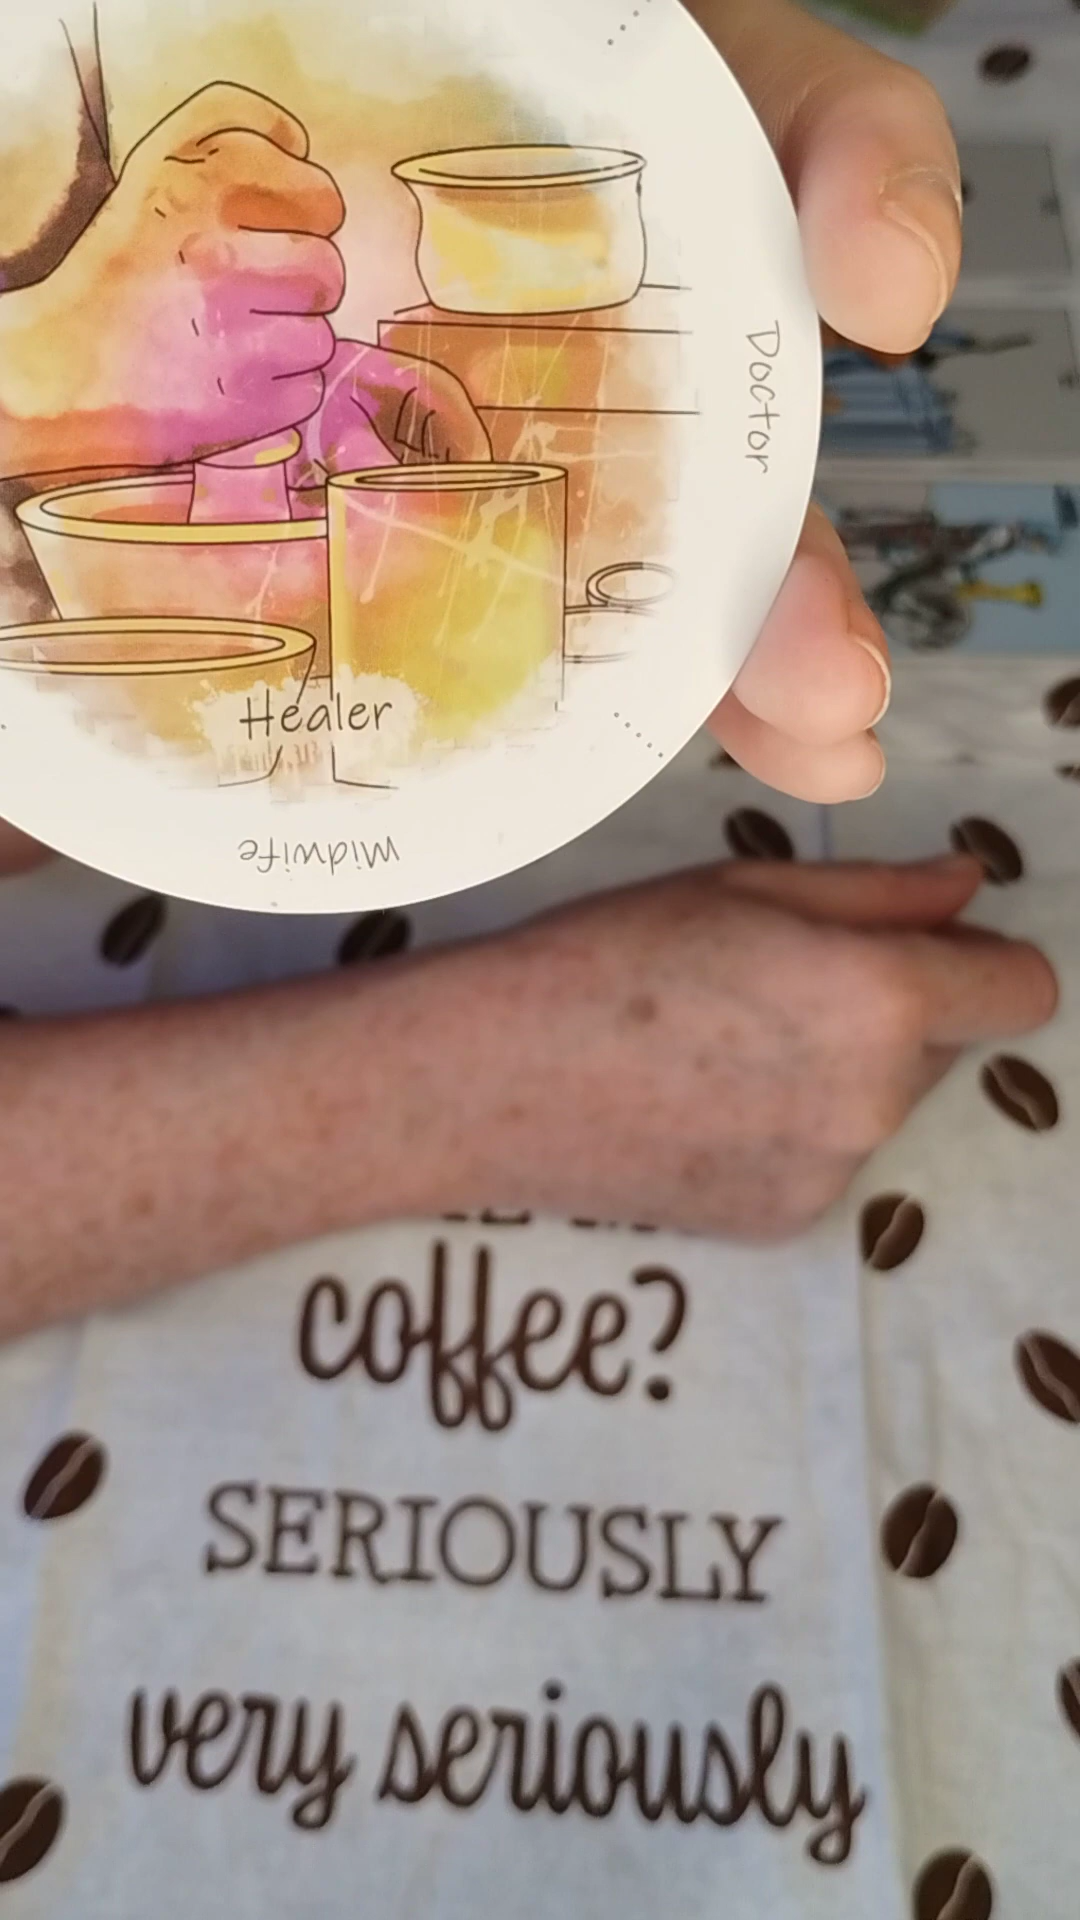 Doctor
Healer
Midwife
coffee?
SERIOUSLY
very seriously